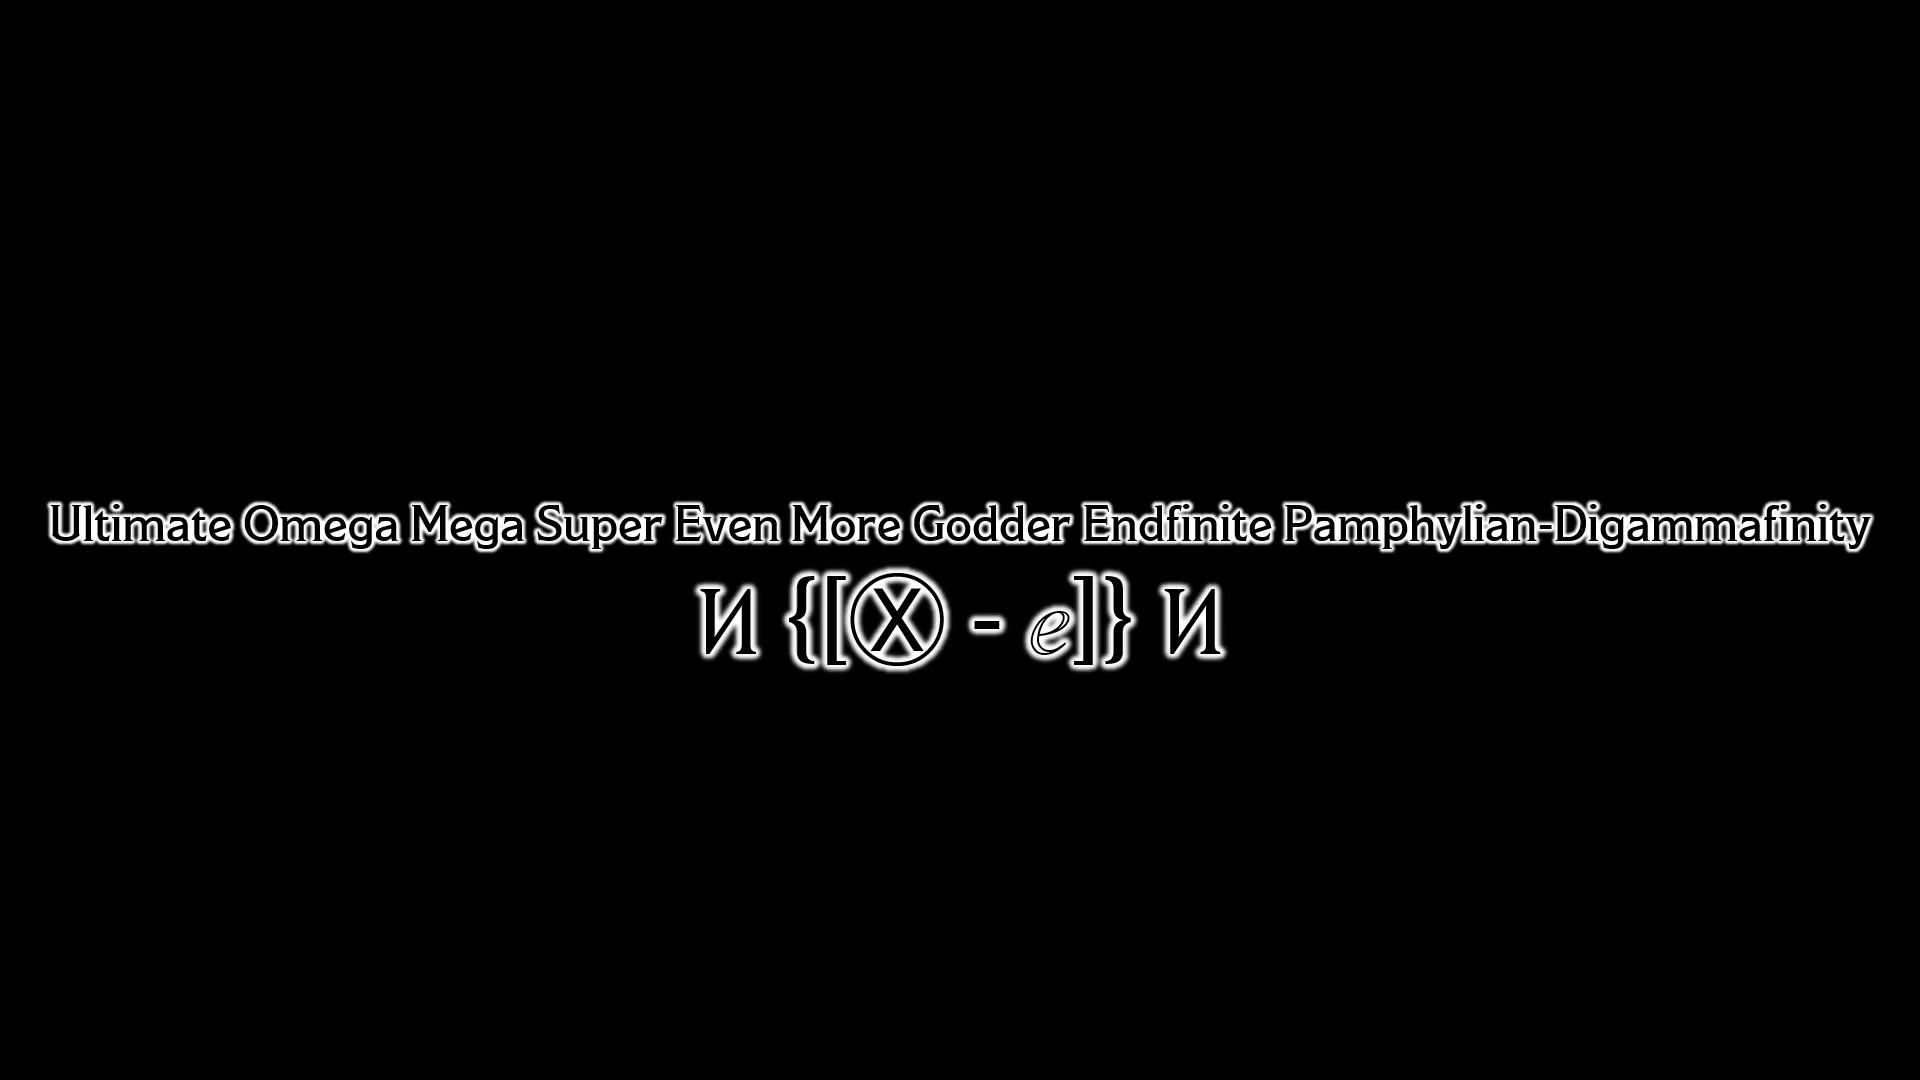 Ultimate Omega Mega Super Even More Godder Endfinite Pamphylian-Digammafinity
Ͷ {[Ⓧ - ⅇ]} Ͷ